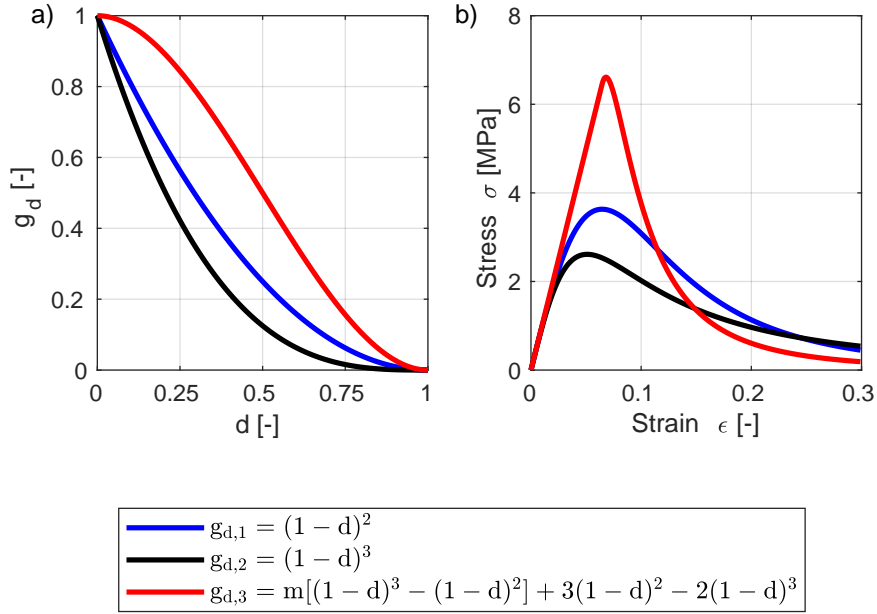 a)
1
0.8
0.6
0.4
0.2
0
g_d [-]
0 0.25 0.5 0.75 1
d [-]
b)
8
6
4
2
0
Stress σ [MPa]
0 0.1 0.2 0.3
Strain ϵ [-]
g_{d,1} = (1 − d)^2
g_{d,2} = (1 − d)^3
g_{d,3} = m[(1 − d)^3 − (1 − d)^2] + 3(1 − d)^2 − 2(1 − d)^3